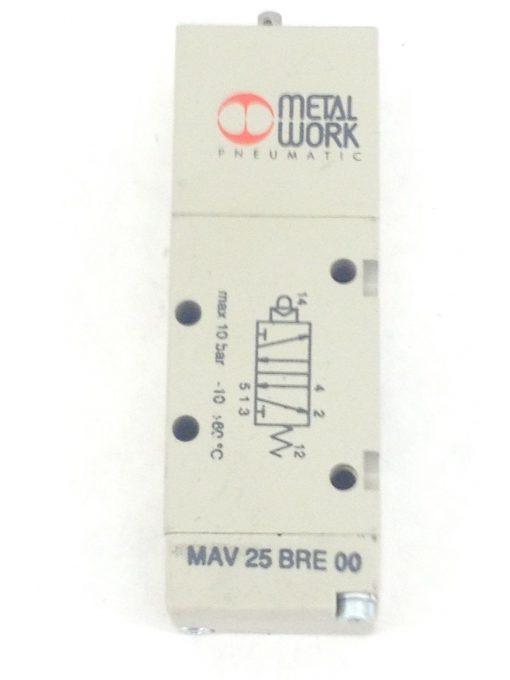 METAL
WORK
PNEUMATIC
14
4 2
5 1 3
12
max 10 bar -10 +60 °C
MAV 25 BRE 00